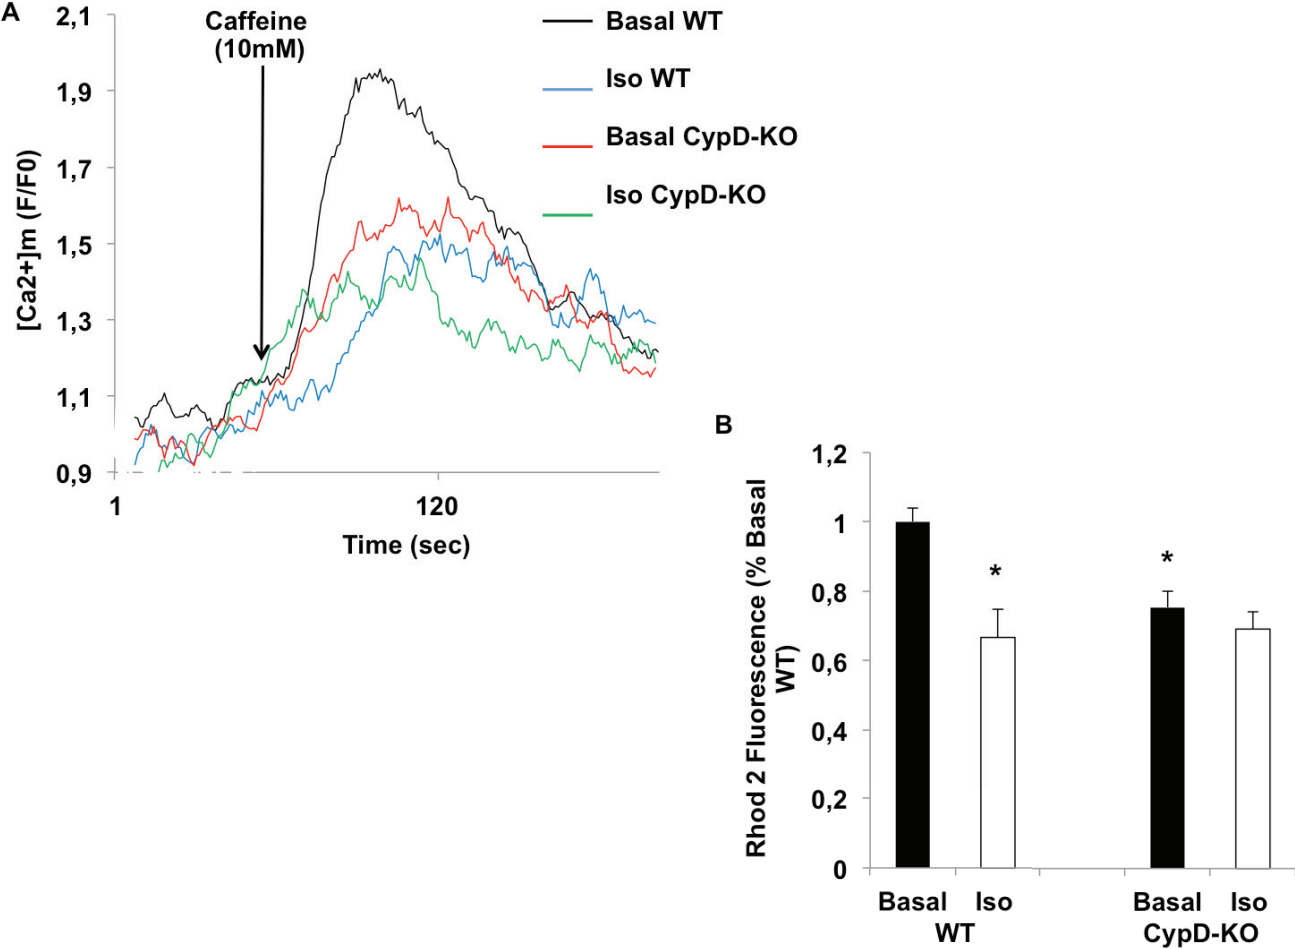 A
Caffeine
(10mM)
Basal WT
Iso WT
Basal CypD-KO
Iso CypD-KO
2,1
1,9
1,7
1,5
1,3
1,1
0,9
[Ca2+]m (F/F0)
1
120
Time (sec)
B
Rhod 2 Fluorescence (% Basal
WT)
1,2
1
0,8
0,6
0,4
0,2
0
*
*
Basal Iso
WT
Basal Iso
CypD-KO